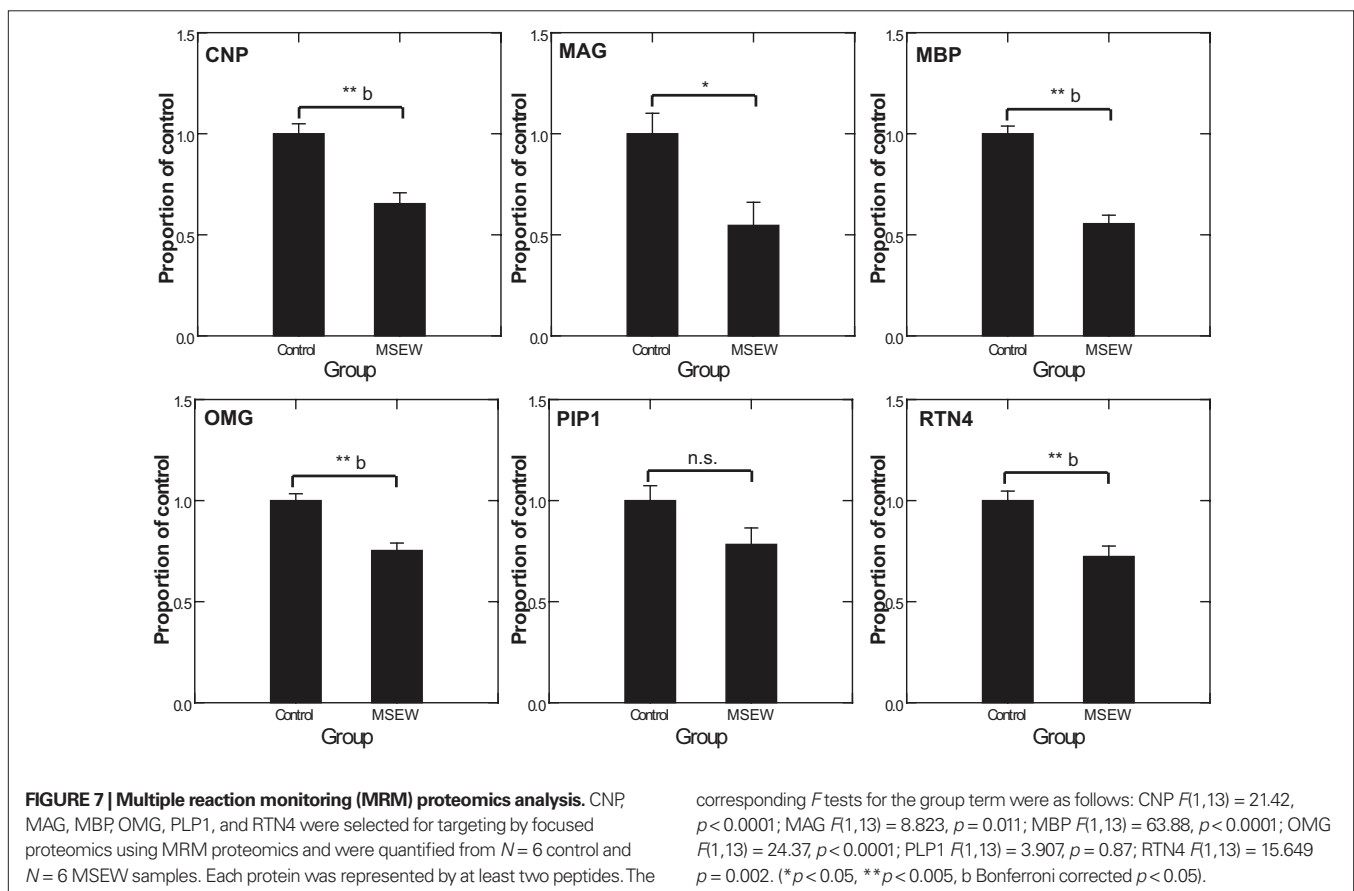 1.5
CNP
** b
1.0
0.5
0.0
Proportion of control
Control MSEW
Group
1.5
MAG
*
1.0
0.5
0.0
Proportion of control
Control MSEW
Group
1.5
MBP
** b
1.0
0.5
0.0
Proportion of control
Control MSEW
Group
1.5
OMG
** b
1.0
0.5
0.0
Proportion of control
Control MSEW
Group
1.5
PIP1
n.s.
1.0
0.5
0.0
Proportion of control
Control MSEW
Group
1.5
RTN4
** b
1.0
0.5
0.0
Proportion of control
Control MSEW
Group
FIGURE 7 | Multiple reaction monitoring (MRM) proteomics analysis. CNP,
MAG, MBP, OMG, PLP1, and RTN4 were selected for targeting by focused
proteomics using MRM proteomics and were quantified from N = 6 control and
N = 6 MSEW samples. Each protein was represented by at least two peptides. The
corresponding F tests for the group term were as follows: CNP F(1,13) = 21.42,
p < 0.0001; MAG F(1,13) = 8.823, p = 0.011; MBP F(1,13) = 63.88, p < 0.0001; OMG
F(1,13) = 24.37, p < 0.0001; PLP1 F(1,13) = 3.907, p = 0.87; RTN4 F(1,13) = 15.649
p = 0.002. (*p < 0.05, **p < 0.005, b Bonferroni corrected p < 0.05).